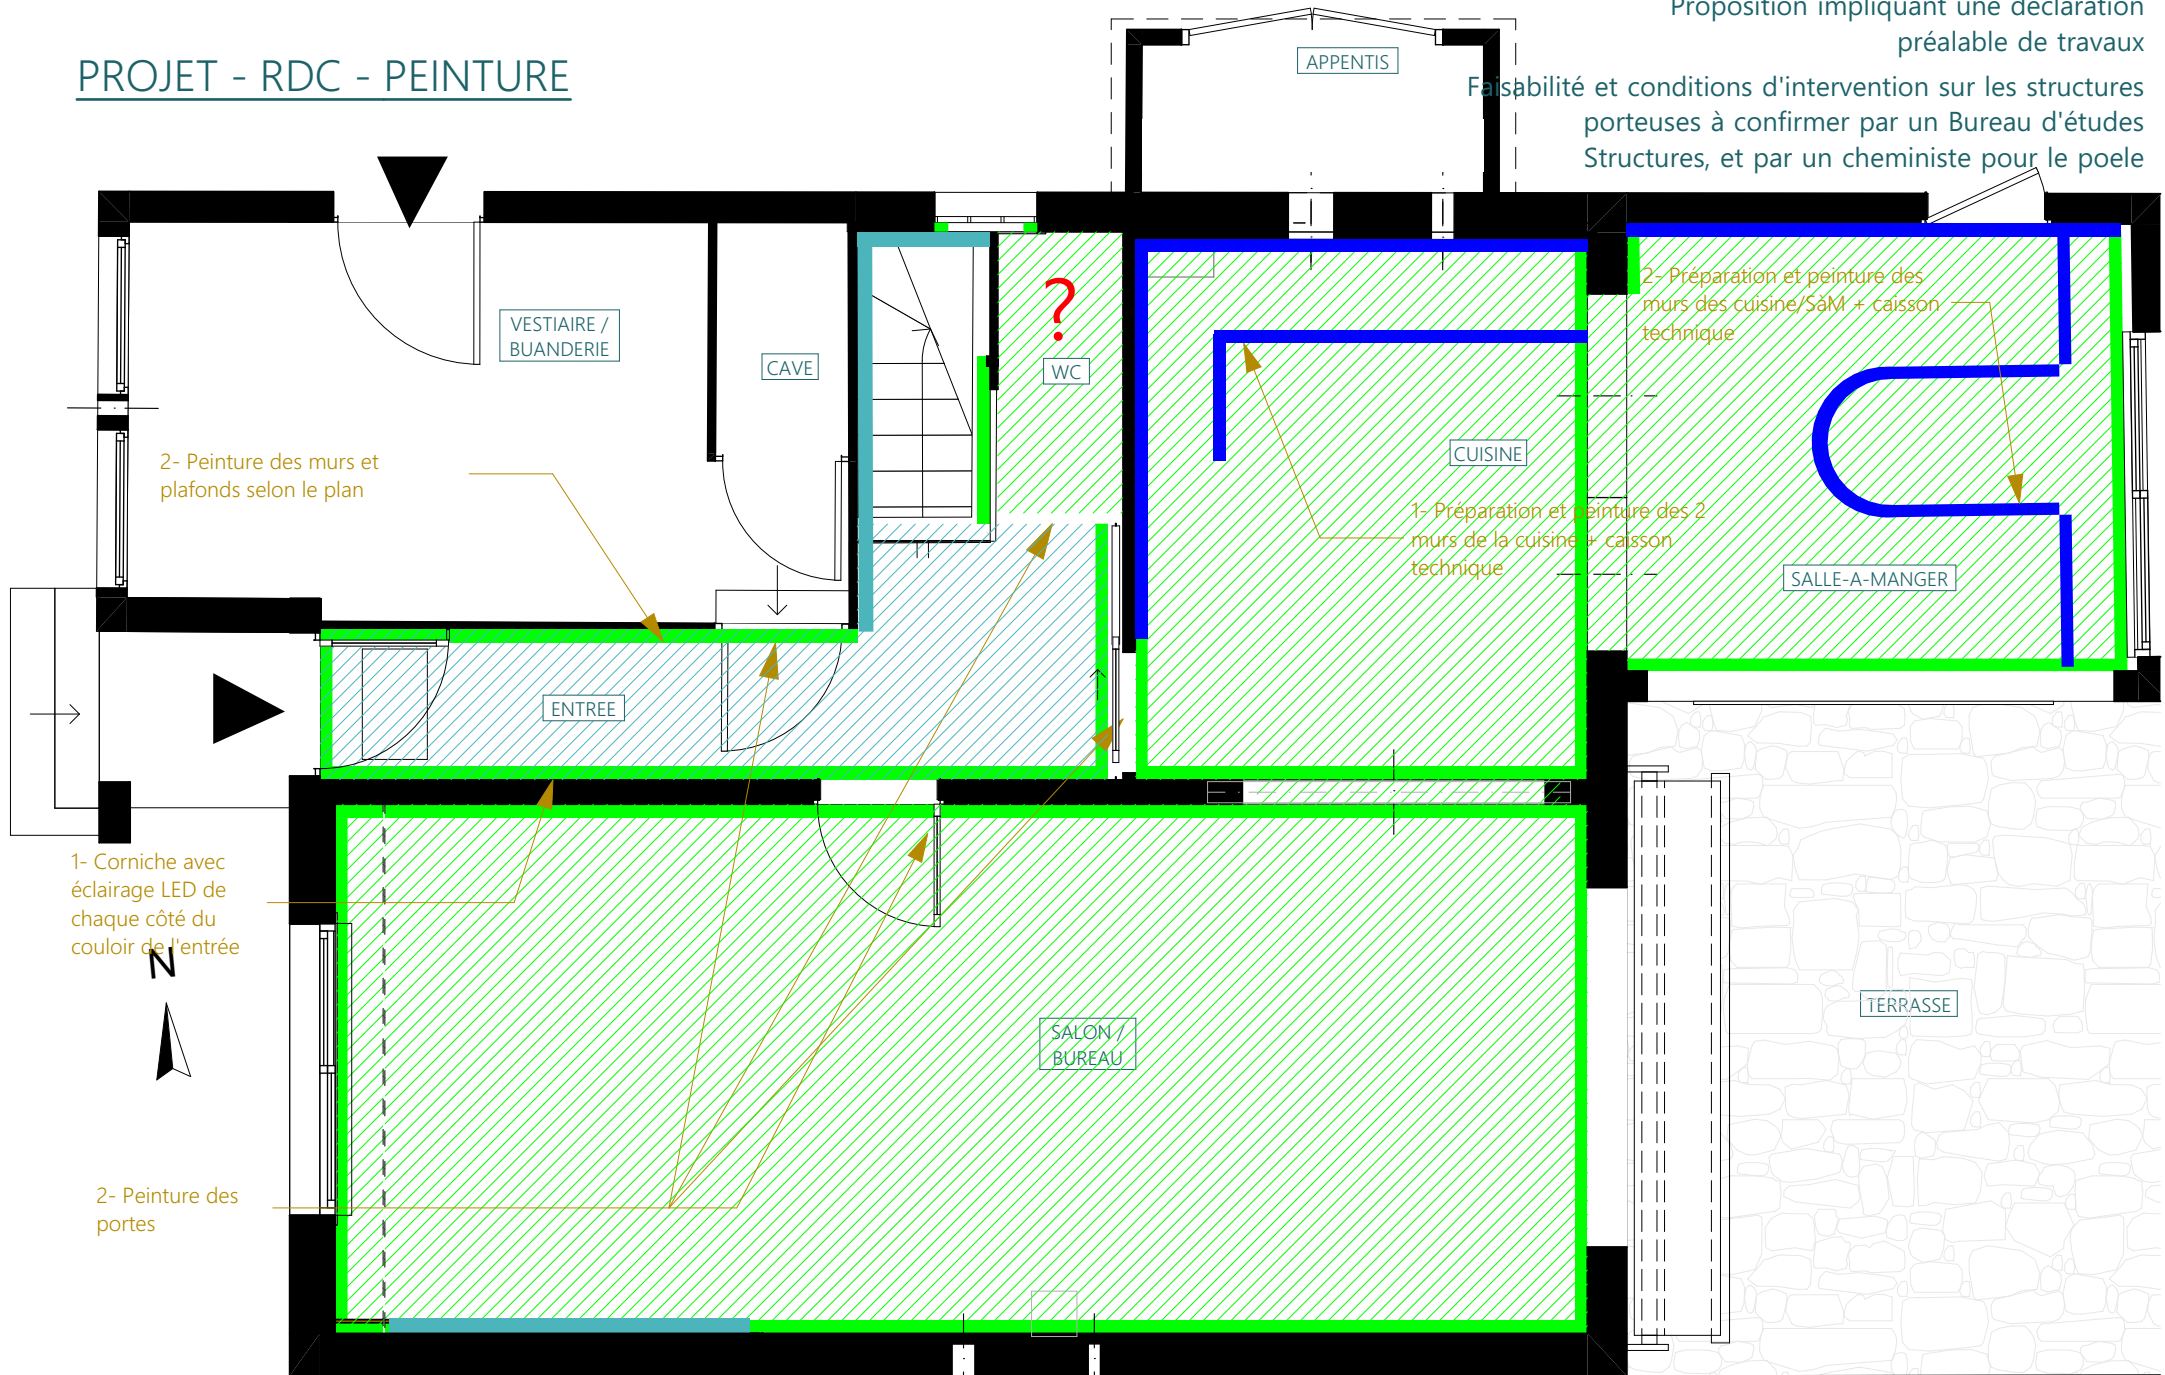 Proposition impliquant une déclaration
préalable de travaux
PROJET - RDC - PEINTURE
APPENTIS
Faisabilité et conditions d'intervention sur les structures
porteuses à confirmer par un Bureau d'études
Structures, et par un cheministe pour le poele
2- Préparation et peinture des
murs des cuisine/SàM + caisson
technique
?
VESTIAIRE /
BUANDERIE
CAVE
WC
CUISINE
2- Peinture des murs et
plafonds selon le plan
1- Préparation et peinture des 2
murs de la cuisine + caisson
technique
SALLE-A-MANGER
ENTREE
1- Corniche avec
éclairage LED de
chaque côté du
couloir de l'entrée
N
TERRASSE
SALON /
BUREAU
2- Peinture des
portes